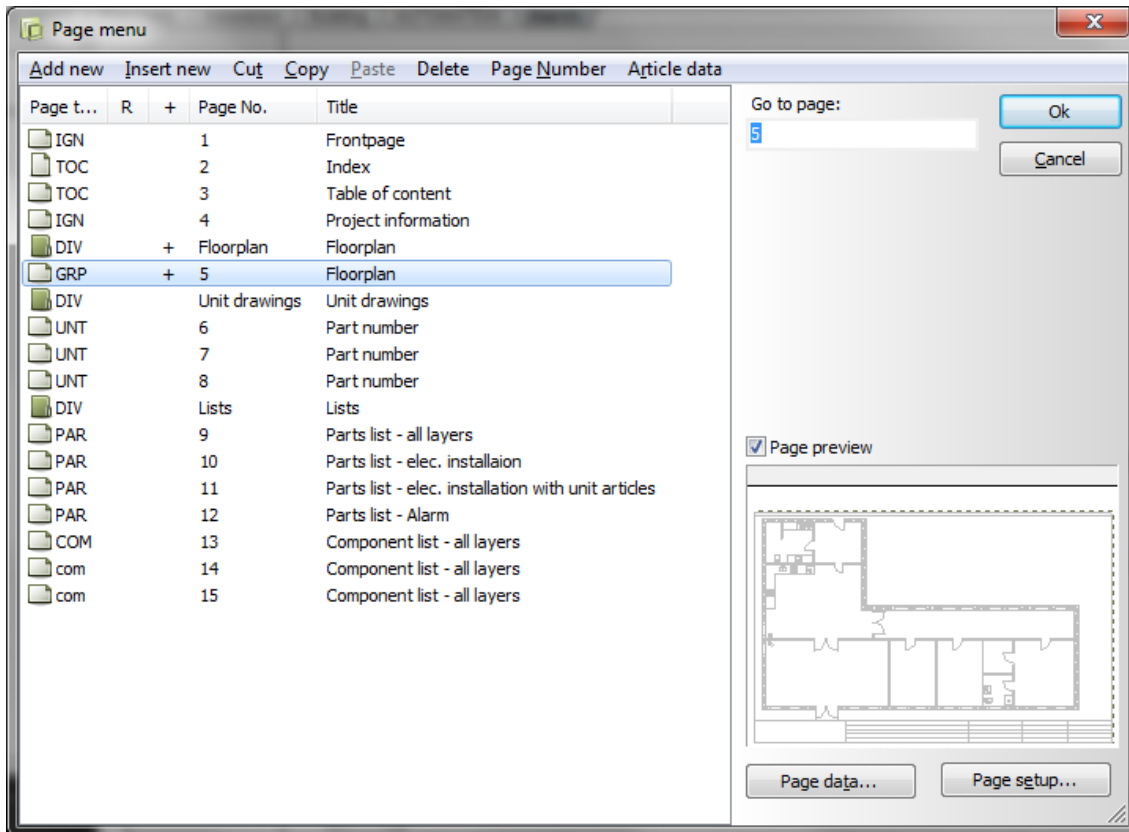 Page menu
Add new Insert new Cut Copy Paste Delete Page Number Article data
Page t... R + Page No. Title
IGN 1 Frontpage
TOC 2 Index
TOC 3 Table of content
IGN 4 Project information
DIV + Floorplan Floorplan
GRP + 5 Floorplan
DIV Unit drawings Unit drawings
UNT 6 Part number
UNT 7 Part number
UNT 8 Part number
DIV Lists Lists
PAR 9 Parts list - all layers
PAR 10 Parts list - elec. installaion
PAR 11 Parts list - elec. installation with unit articles
PAR 12 Parts list - Alarm
COM 13 Component list - all layers
com 14 Component list - all layers
com 15 Component list - all layers
Go to page:
5
Ok
Cancel
Page preview
Page data...
Page setup...